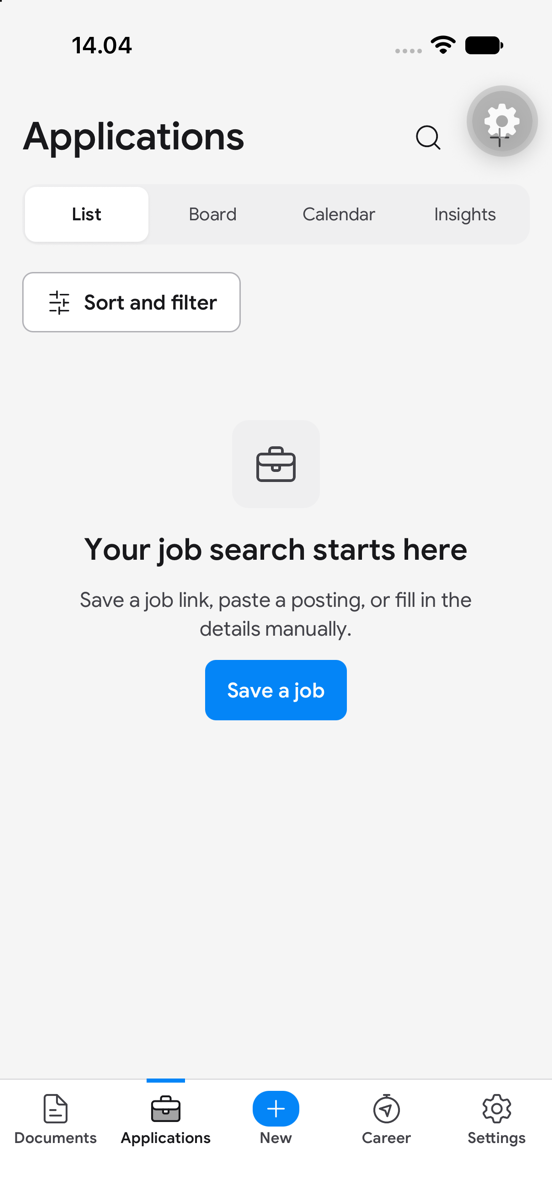 14.04
Applications
List
Board
Calendar
Insights
Sort and filter
Your job search starts here
Save a job link, paste a posting, or fill in the
details manually.
Save a job
Documents
Applications
New
Career
Settings